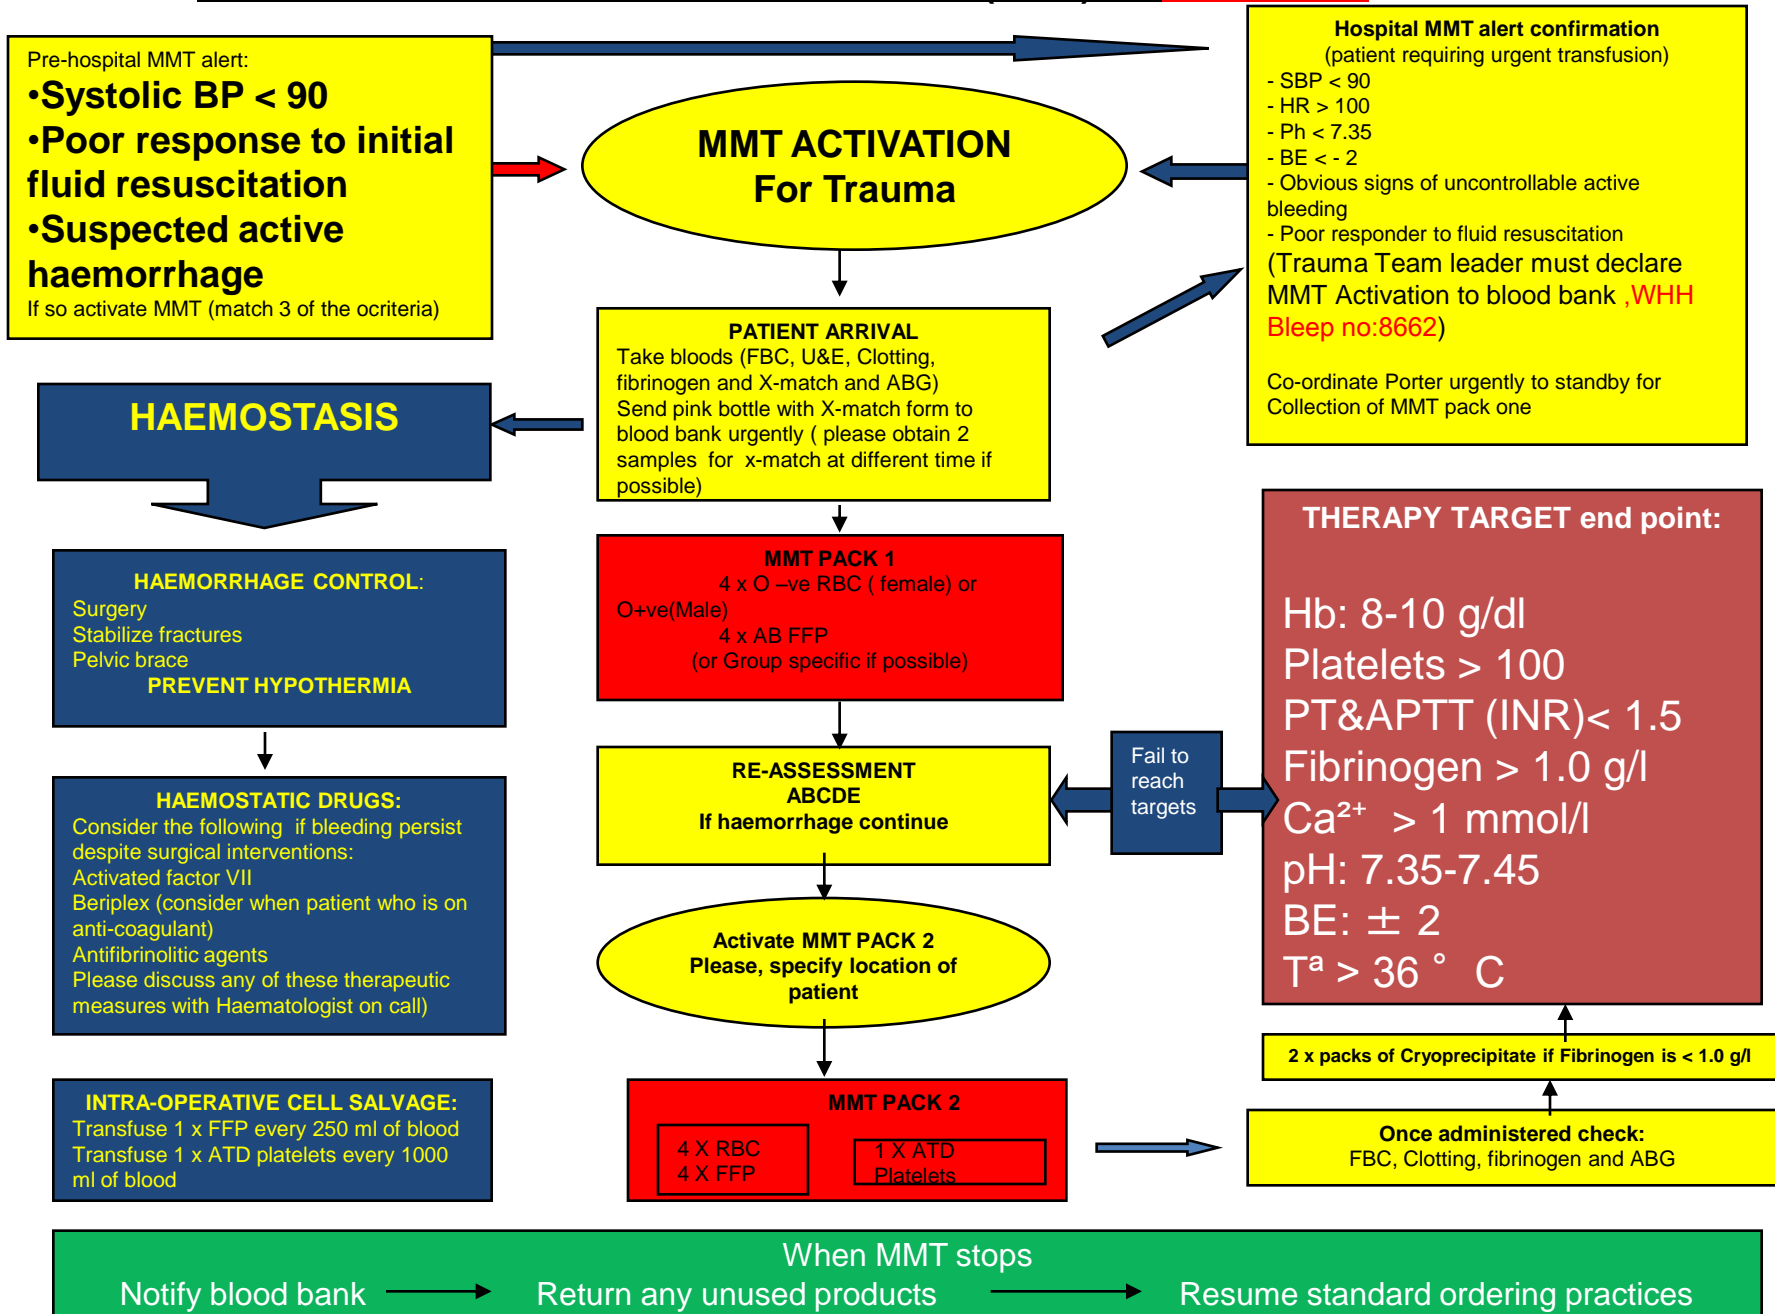 Pre-hospital MMT alert:
•Systolic BP < 90
•Poor response to initial
fluid resuscitation
•Suspected active
haemorrhage
If so activate MMT (match 3 of the ocriteria)
MMT ACTIVATION
For Trauma
Hospital MMT alert confirmation
(patient requiring urgent transfusion)
- SBP < 90
- HR > 100
- Ph < 7.35
- BE < - 2
- Obvious signs of uncontrollable active
bleeding
- Poor responder to fluid resuscitation
(Trauma Team leader must declare
MMT Activation to blood bank ,WHH
Bleep no:8662)
Co-ordinate Porter urgently to standby for
Collection of MMT pack one
PATIENT ARRIVAL
Take bloods (FBC, U&E, Clotting,
fibrinogen and X-match and ABG)
Send pink bottle with X-match form to
blood bank urgently ( please obtain 2
samples for x-match at different time if
possible)
HAEMOSTASIS
HAEMORRHAGE CONTROL:
Surgery
Stabilize fractures
Pelvic brace
PREVENT HYPOTHERMIA
MMT PACK 1
4 x O –ve RBC ( female) or
O+ve(Male)
4 x AB FFP
(or Group specific if possible)
THERAPY TARGET end point:
Hb: 8-10 g/dl
Platelets > 100
PT&APTT (INR)< 1.5
Fibrinogen > 1.0 g/l
Ca²⁺ > 1 mmol/l
pH: 7.35-7.45
BE: ± 2
Tª > 36 ° C
RE-ASSESSMENT
ABCDE
If haemorrhage continue
Fail to
reach
targets
HAEMOSTATIC DRUGS:
Consider the following if bleeding persist
despite surgical interventions:
Activated factor VII
Beriplex (consider when patient who is on
anti-coagulant)
Antifibrinolitic agents
Please discuss any of these therapeutic
measures with Haematologist on call)
Activate MMT PACK 2
Please, specify location of
patient
2 x packs of Cryoprecipitate if Fibrinogen is < 1.0 g/l
INTRA-OPERATIVE CELL SALVAGE:
Transfuse 1 x FFP every 250 ml of blood
Transfuse 1 x ATD platelets every 1000
ml of blood
MMT PACK 2
4 X RBC
4 X FFP
1 X ATD
Platelets
Once administered check:
FBC, Clotting, fibrinogen and ABG
When MMT stops
Notify blood bank
Return any unused products
Resume standard ordering practices